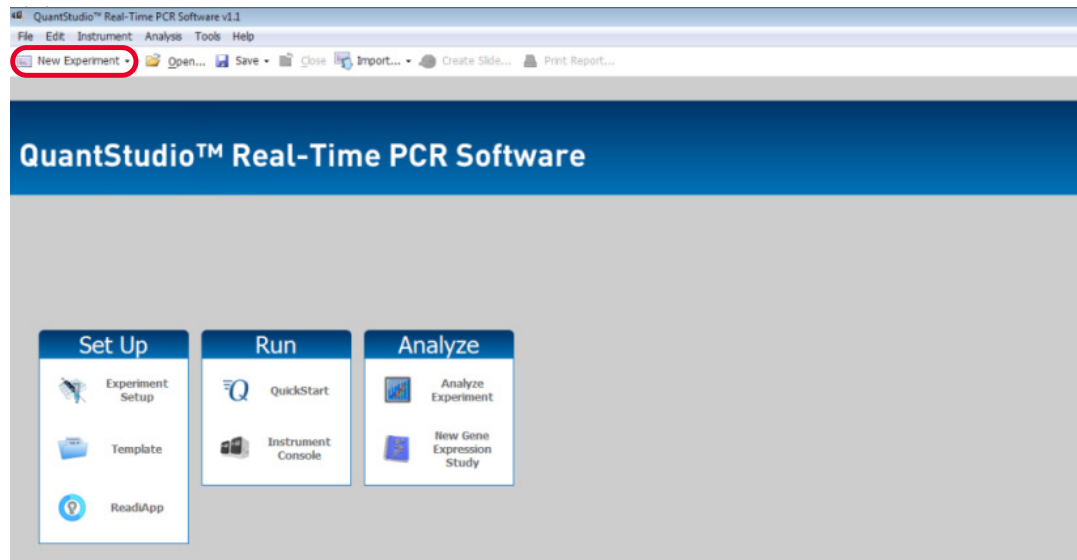 QuantStudio™ Real-Time PCR Software v1.1
File Edit Instrument Analysis Tools Help
New Experiment Open... Save Close Import... Create Slide... Print Report...
QuantStudio™ Real-Time PCR Software
Set Up
Experiment
Setup
Template
ReadiApp
Run
QuickStart
Instrument
Console
Analyze
Analyze
Experiment
New Gene
Expression
Study